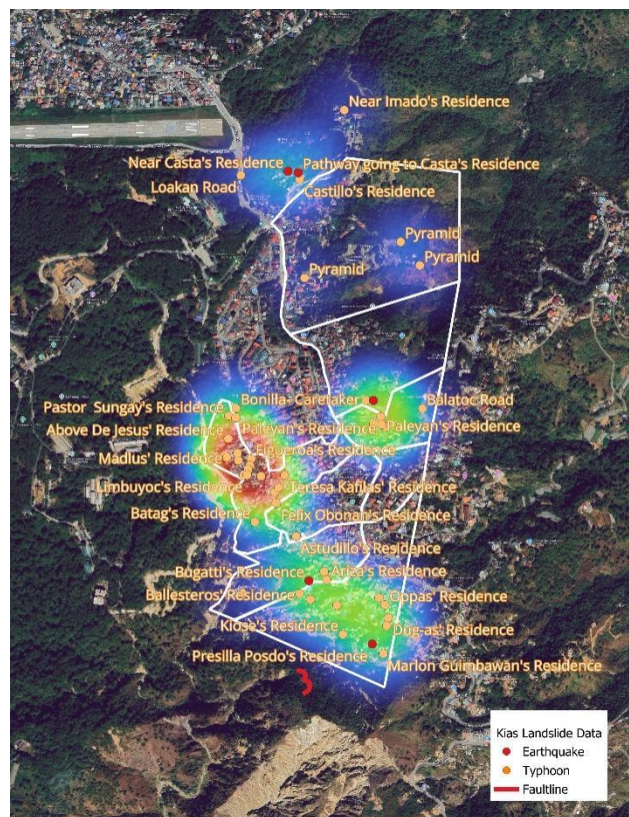 Near Imado's Residence
Near Casta's Residence
Pathway going to Casta's Residence
Loakan Road
Castillo's Residence
Pyramid
Pyramid
Pyramid
Bonilla- Caretaker
Balatoc Road
Pastor Sungay's Residence
Above De Jesus' Residence
Paleyan's Residence
Paleyan's Residence
Figueroa's Residence
Madius' Residence
Limbuyoc's Residence
Teresa Kafilas' Residence
Batag's Residence
Felix Obonan's Residence
Astudillo's Residence
Bugatti's Residence
Ariza's Residence
Ballesteros' Residence
Oppas' Residence
Kiose's Residence
Dug-as' Residence
Presilla Posdo's Residence
Marlon Guimbawan's Residence
Kias Landslide Data
Earthquake
Typhoon
Faultline